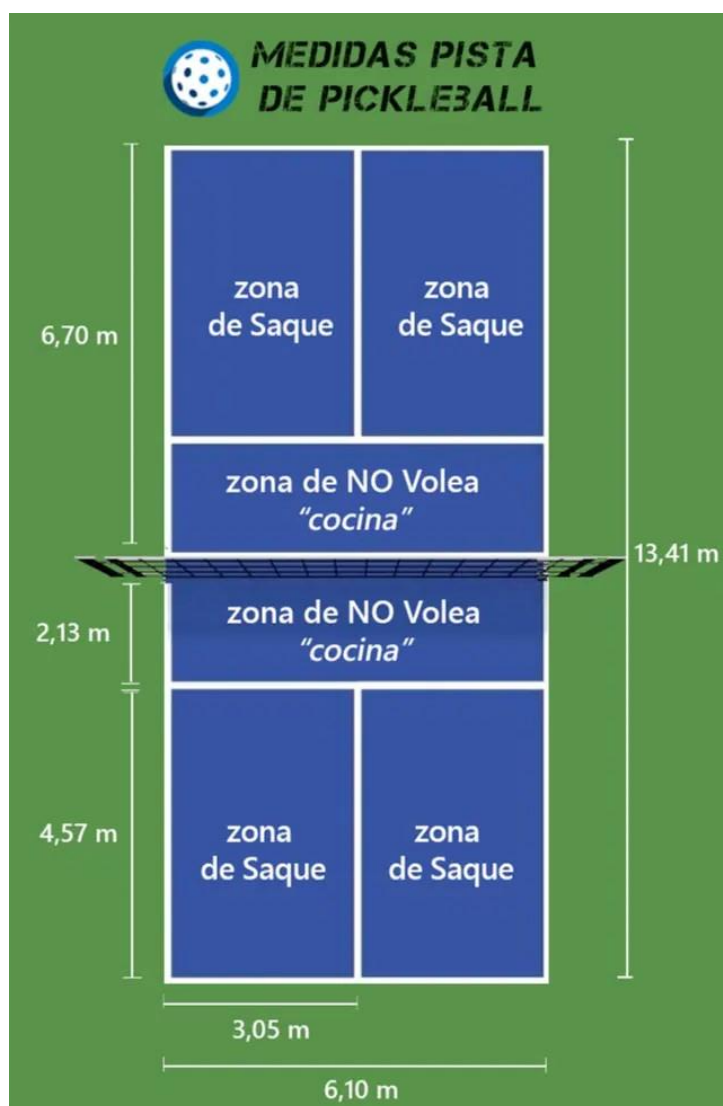 MEDIDAS PISTA
DE PICKLE3ALL
zona
de Saque
zona
de Saque
6,70 m
zona de NO Volea
"cocina"
13,41 m
zona de NO Volea
"cocina"
2,13 m
zona
de Saque
zona
de Saque
4,57 m
3,05 m
6,10 m